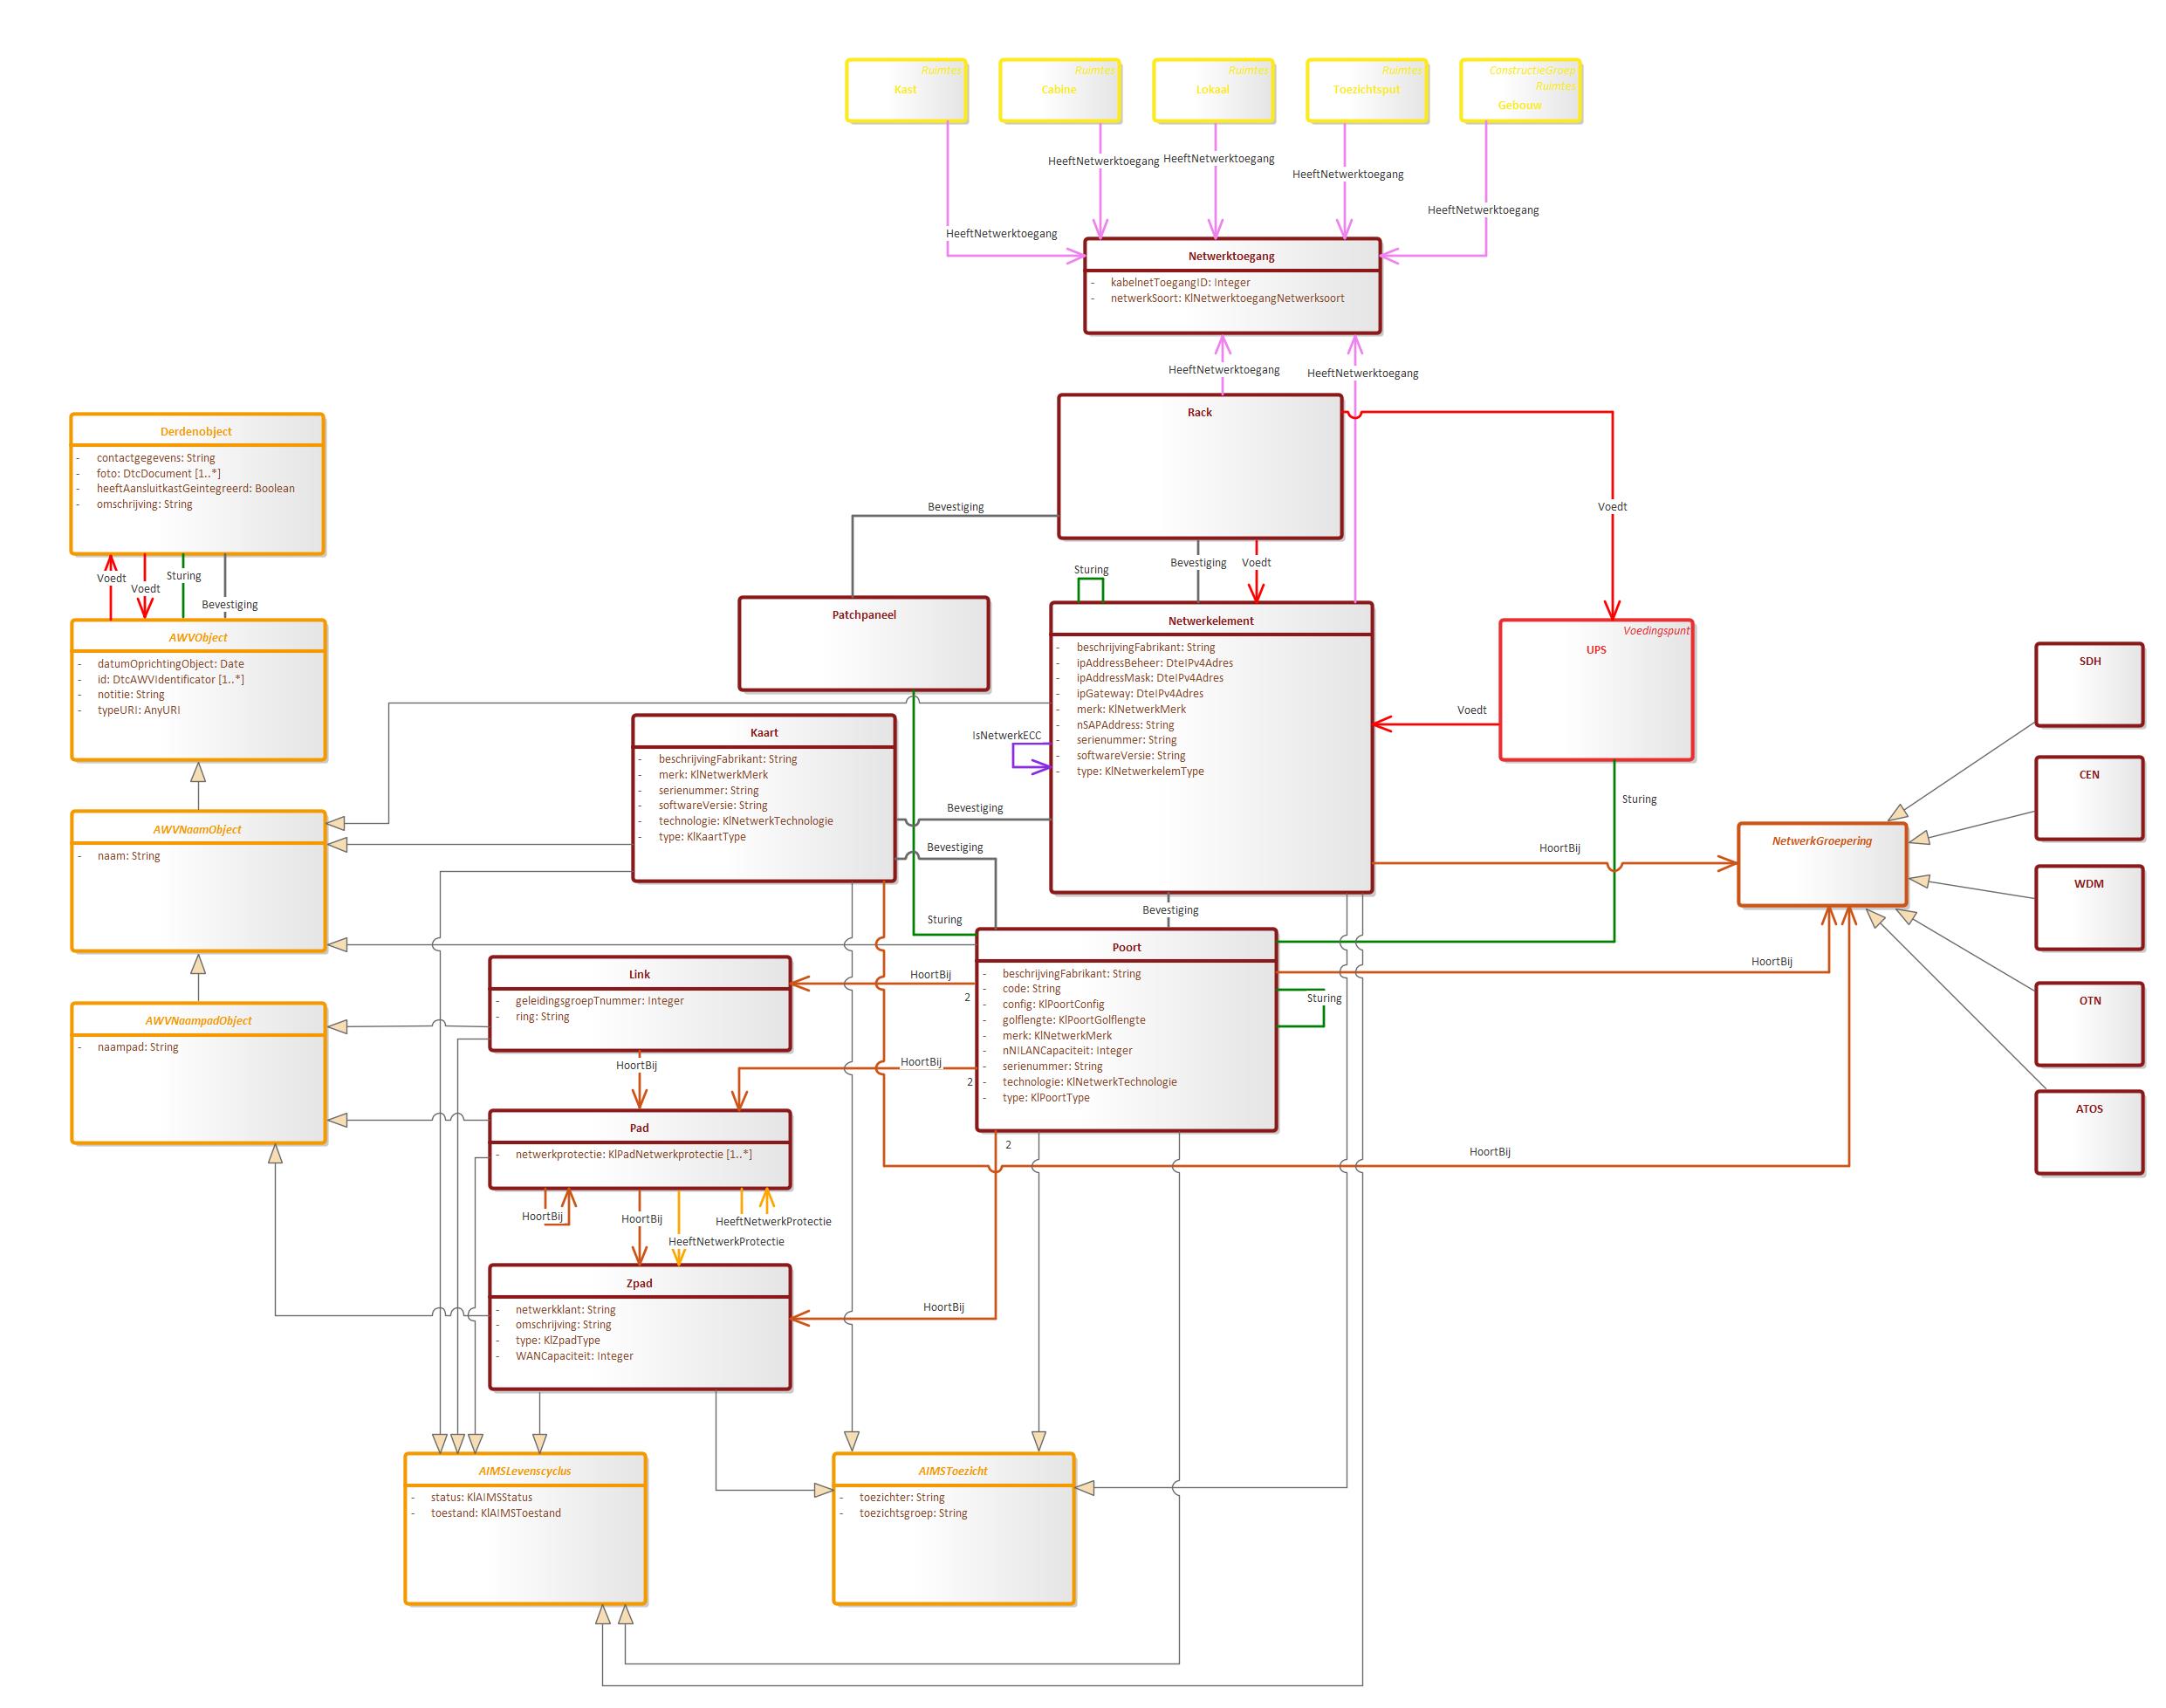 Ruimtes
Kast
Ruimtes
Cabine
Ruimtes
Lokaal
Ruimtes
Toezichtsput
ConstructieGroep
Ruimtes
Gebouw
HeeftNetwerktoegang
HeeftNetwerktoegang
HeeftNetwerktoegang
HeeftNetwerktoegang
HeeftNetwerktoegang
Netwerktoegang
- kabelnetToegangID: Integer
- netwerkSoort: KlNetwerktoegangNetwerksoort
HeeftNetwerktoegang
HeeftNetwerktoegang
Rack
Derdenobject
- contactgegevens: String
- foto: DtcDocument [1..*]
- heeftAansluitkastGeintegreerd: Boolean
- omschrijving: String
Voedt
Voedt
Sturing
Bevestiging
AWVObject
- datumOprichtingObject: Date
- id: DtcAWVIdentificator [1..*]
- notitie: String
- typeURI: AnyURI
AWVNaamObject
- naam: String
AWVNaampadObject
- naampad: String
Bevestiging
Voedt
Sturing
Bevestiging
Voedt
Patchpaneel
Netwerkelement
- beschrijvingFabrikant: String
- ipAddressBeheer: DteIPv4Adres
- ipAddressMask: DteIPv4Adres
- ipGateway: DteIPv4Adres
- merk: KlNetwerkMerk
- nSAPAddress: String
- serienummer: String
- softwareVersie: String
- type: KlNetwerkelemType
Voedingspunt
UPS
Voedt
Sturing
IsNetwerkECC
Kaart
- beschrijvingFabrikant: String
- merk: KlNetwerkMerk
- serienummer: String
- softwareVersie: String
- technologie: KlNetwerkTechnologie
- type: KlKaartType
Bevestiging
Bevestiging
Sturing
Bevestiging
HoortBij
NetwerkGroepering
SDH
CEN
WDM
OTN
ATOS
Poort
- beschrijvingFabrikant: String
- code: String
- config: KlPoortConfig
- golflengte: KlPoortGolflengte
- merk: KlNetwerkMerk
- nNILANCapaciteit: Integer
- serienummer: String
- technologie: KlNetwerkTechnologie
- type: KlPoortType
HoortBij
Sturing
HoortBij
2
HoortBij
2
2
HoortBij
Link
- geleidingsgroepTnummer: Integer
- ring: String
HoortBij
Pad
- netwerkprotectie: KlPadNetwerkprotectie [1..*]
HoortBij
HoortBij
HeeftNetwerkProtectie
HeeftNetwerkProtectie
Zpad
- netwerkklant: String
- omschrijving: String
- type: KlZpadType
- WANCapaciteit: Integer
HoortBij
AIMSLevenscyclus
- status: KlAIMSStatus
- toestand: KlAIMSToestand
AIMSToezicht
- toezichter: String
- toezichtsgroep: String